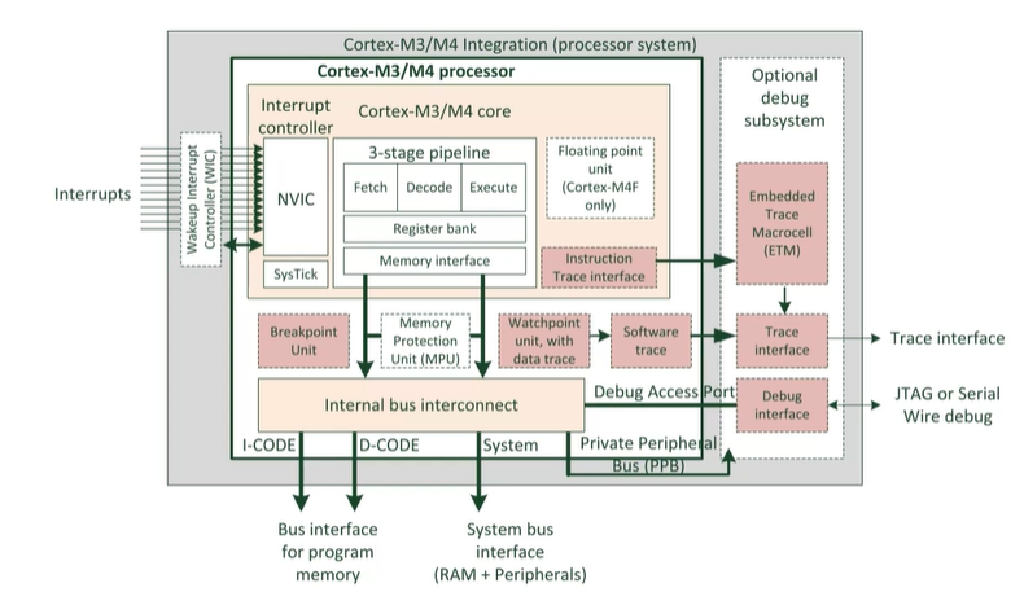 Cortex-M3/M4 Integration (processor system)
Cortex-M3/M4 processor
Optional
debug
subsystem
Interrupt
controller
Cortex-M3/M4 core
Interrupts
Wakeup Interrupt
Controller (WIC)
NVIC
SysTick
3-stage pipeline
Fetch
Decode
Execute
Register bank
Memory interface
Floating point
unit
(Cortex-M4F
only)
Instruction
Trace interface
Embedded
Trace
Macrocell
(ETM)
Breakpoint
Unit
Memory
Protection
Unit (MPU)
Watchpoint
unit, with
data trace
Software
trace
Trace
interface
Trace interface
Internal bus interconnect
Debug Access Port
Debug
interface
JTAG or Serial
Wire debug
I-CODE
D-CODE
System
Private Peripheral
Bus (PPB)
Bus interface
for program
memory
System bus
interface
(RAM + Peripherals)